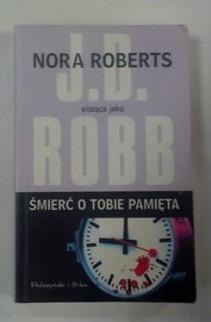 J.D.
NORA ROBERTS
pisząca jako
ROBB
ŚMIERĆ O TOBIE PAMIĘTA
Prószyński i S-ka